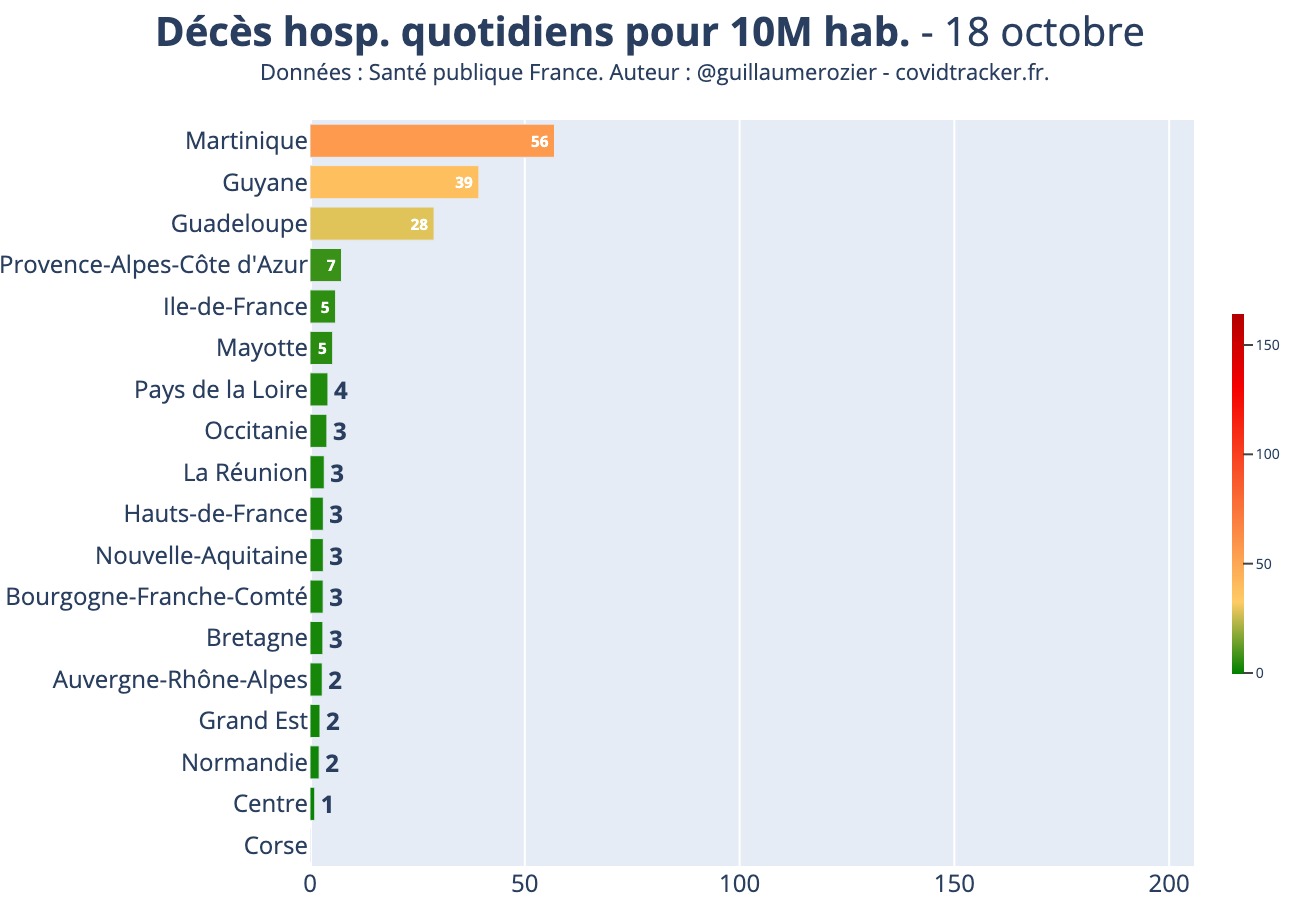 Décès hosp. quotidiens pour 10M hab. - 18 octobre
Données : Santé publique France. Auteur : @guillaumerozier - covidtracker.fr.
Martinique 56
Guyane 39
Guadeloupe 28
Provence-Alpes-Côte d'Azur 7
Ile-de-France 5
Mayotte 5
Pays de la Loire 4
Occitanie 3
La Réunion 3
Hauts-de-France 3
Nouvelle-Aquitaine 3
Bourgogne-Franche-Comté 3
Bretagne 3
Auvergne-Rhône-Alpes 2
Grand Est 2
Normandie 2
Centre 1
Corse
0 50 100 150 200
150
100
50
0